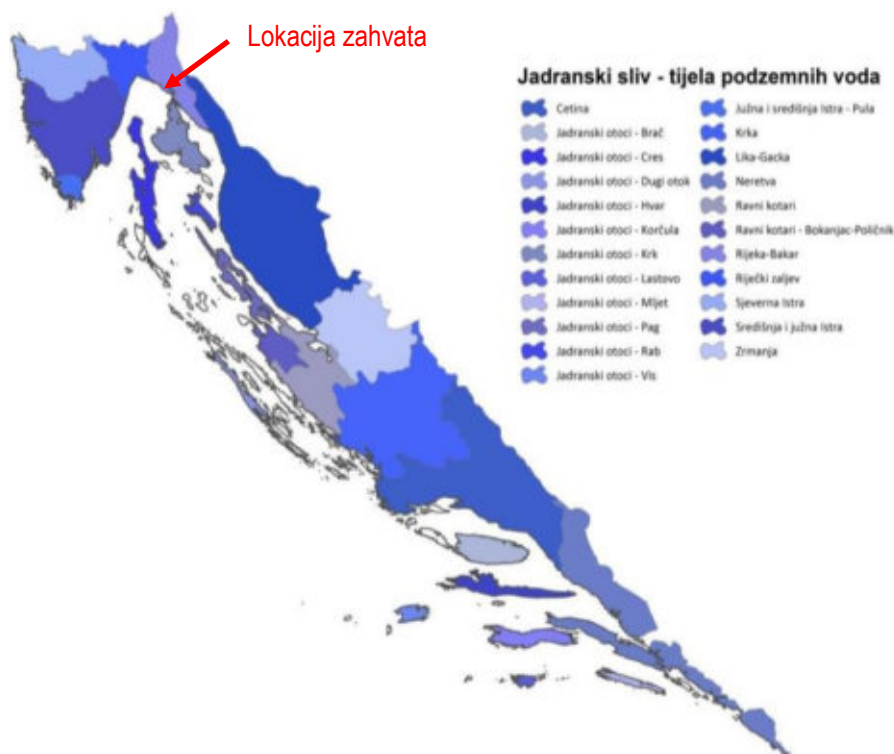 Lokacija zahvata
Jadranski sliv - tijela podzemnih voda
Cetina
Jadranski otoci - Brač
Jadranski otoci - Cres
Jadranski otoci - Dugi otok
Jadranski otoci - Hvar
Jadranski otoci - Korčula
Jadranski otoci - Krk
Jadranski otoci - Lastovo
Jadranski otoci - Mljet
Jadranski otoci - Pag
Jadranski otoci - Rab
Jadranski otoci - Vis
Južna i središnja Istra - Pula
Krka
Lika-Gacka
Neretva
Ravni kotari
Ravni kotari - Bokanjac-Poličnik
Rijeka-Bakar
Riječki zaljev
Sjeverna Istra
Središnja i južna Istra
Zrmanja